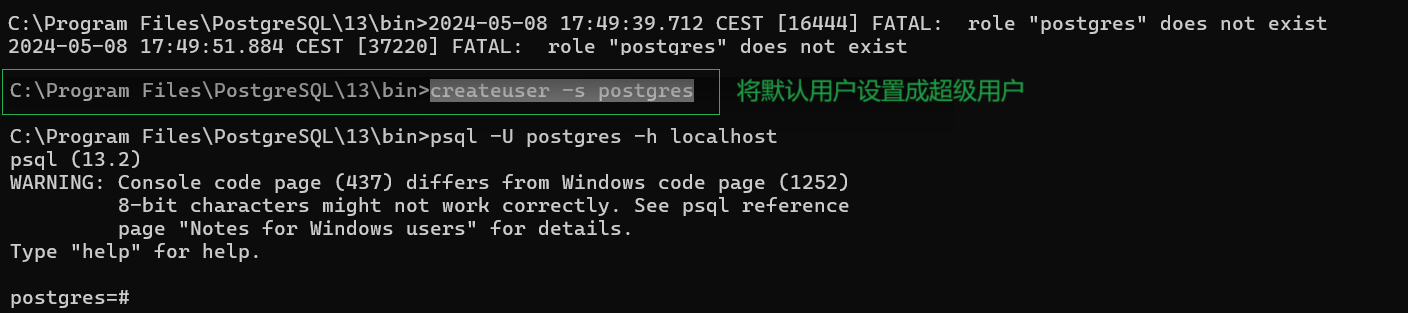 C:\Program Files\PostgreSQL\13\bin>2024-05-08 17:49:39.712 CEST [16444] FATAL:  role "postgres" does not exist
2024-05-08 17:49:51.884 CEST [37220] FATAL:  role "postgres" does not exist
C:\Program Files\PostgreSQL\13\bin>createuser -s postgres 将默认用户设置成超级用户
C:\Program Files\PostgreSQL\13\bin>psql -U postgres -h localhost
psql (13.2)
WARNING: Console code page (437) differs from Windows code page (1252)
         8-bit characters might not work correctly. See psql reference
         page "Notes for Windows users" for details.
Type "help" for help.
postgres=#